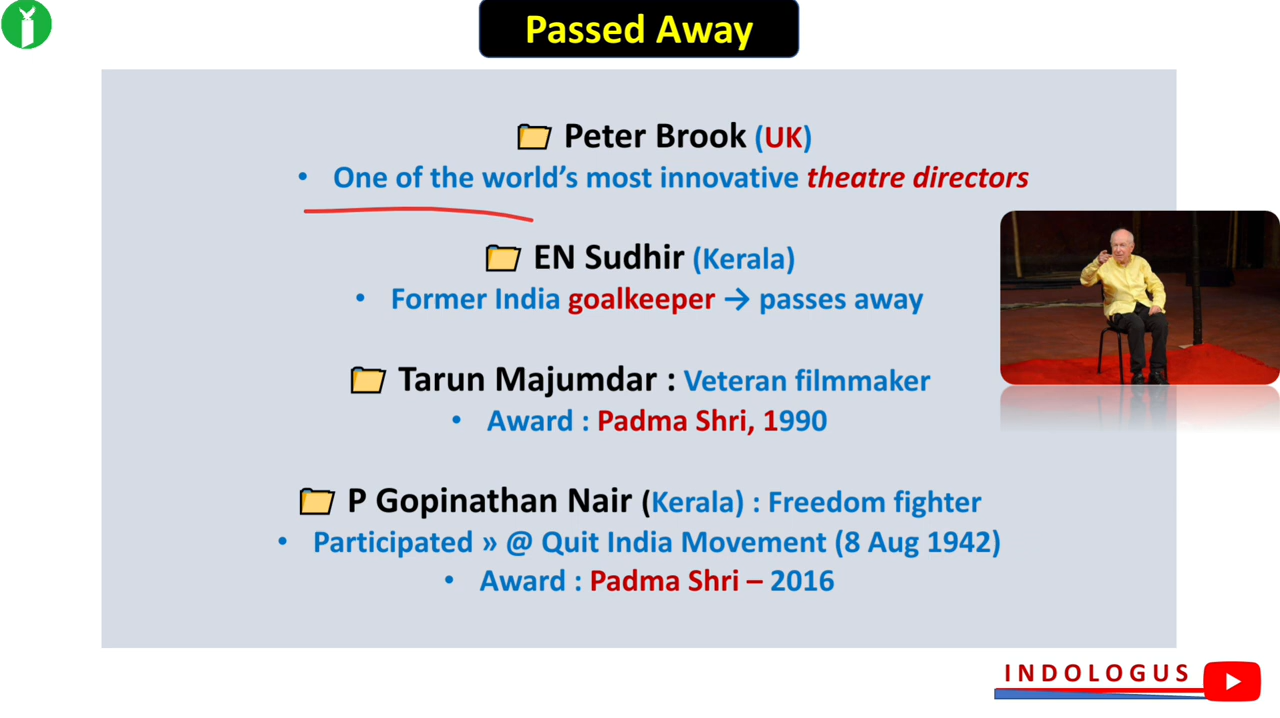 Passed Away
Peter Brook (UK)
• One of the world's most innovative theatre directors
EN Sudhir (Kerala)
• Former India goalkeeper → passes away
Tarun Majumdar : Veteran filmmaker
• Award : Padma Shri, 1990
P Gopinathan Nair (Kerala) : Freedom fighter
• Participated » @ Quit India Movement (8 Aug 1942)
• Award : Padma Shri – 2016
INDOLOGUS